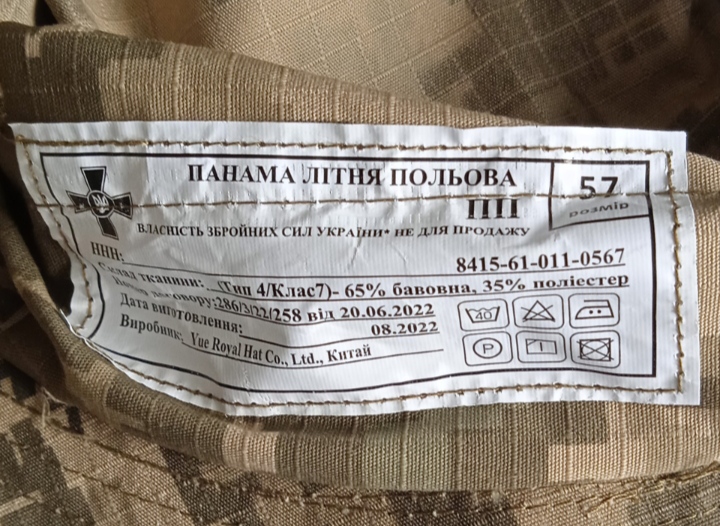 ПАНАМА ЛІТНЯ ПОЛЬОВА
ПЛП
57
розмір
ВЛАСНІСТЬ ЗБРОЙНИХ СИЛ УКРАЇНИ* НЕ ДЛЯ ПРОДАЖУ
ННН: 8415-61-011-0567
Склад тканини: (Тип 4/Клас7)- 65% бавовна, 35% поліестер
договору:286/3/22/258 від 20.06.2022
Дата виготовлення: 08.2022
Виробник: Yue Royal Hat Co., Ltd., Китай
40
P